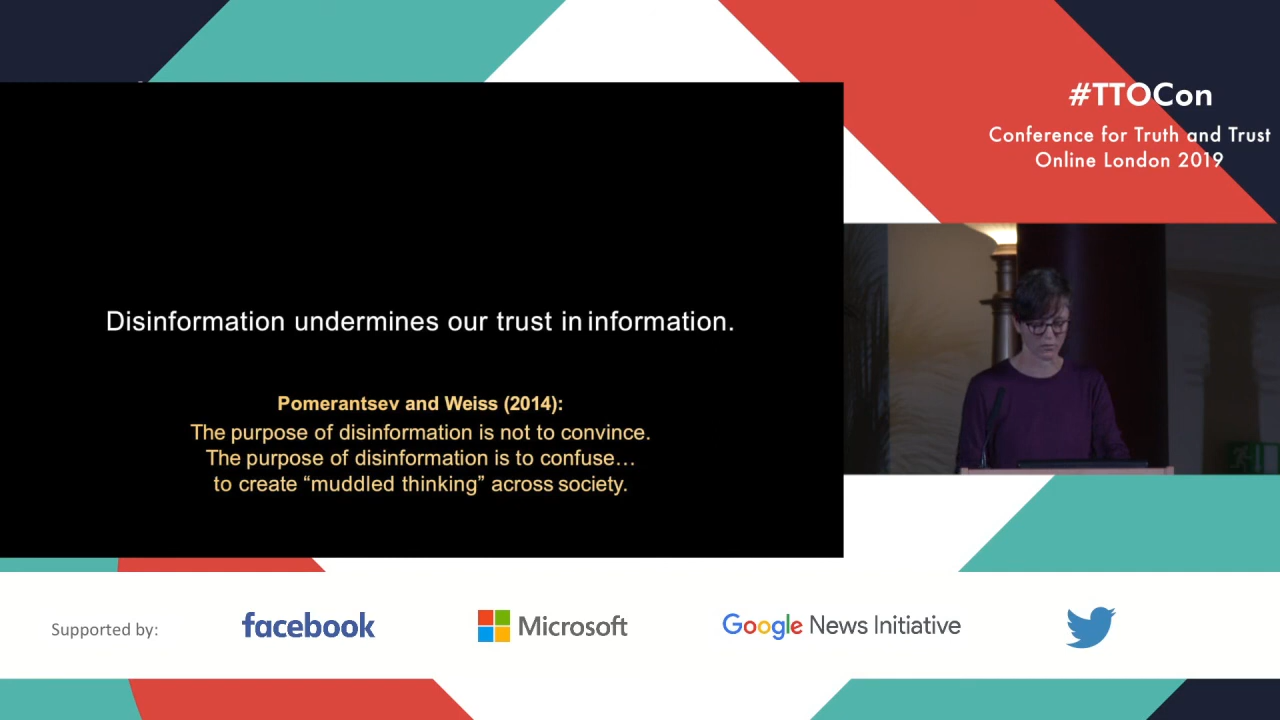 #TTOCon
Conference for Truth and Trust
Online London 2019
Disinformation undermines our trust in information.
Pomerantsev and Weiss (2014):
The purpose of disinformation is not to convince.
The purpose of disinformation is to confuse…
to create “muddled thinking” across society.
Supported by:
facebook
Microsoft
Google News Initiative